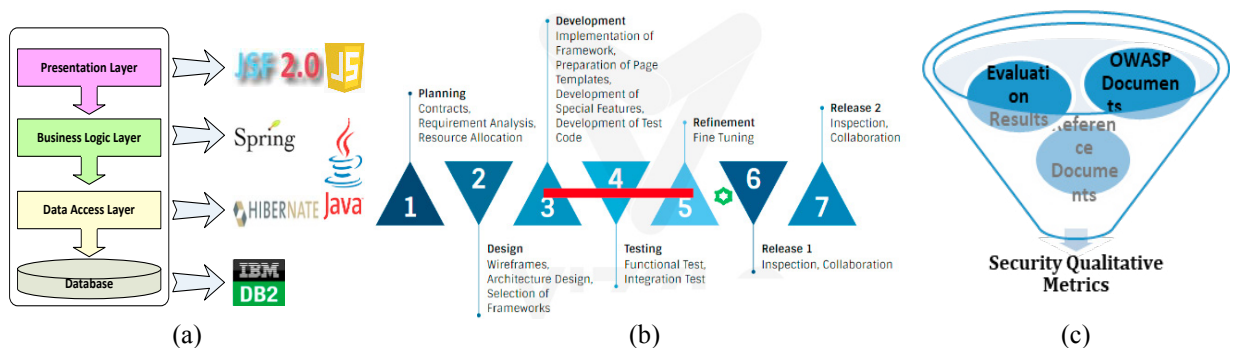 Presentation Layer
JSF 2.0
JS
Business Logic Layer
Spring
Java
Data Access Layer
HIBERNATE
Database
IBM
DB2
(a)
Planning
Contracts,
Requirement Analysis,
Resource Allocation
Development
Implementation of
Framework,
Preparation of Page
Templates,
Development of
Special Features,
Development of Test
Code
Refinement
Fine Tuning
Release 2
Inspection,
Collaboration
1
2
3
4
5
6
7
Design
Wireframes,
Architecture Design,
Selection of
Frameworks
Testing
Functional Test,
Integration Test
Release 1
Inspection, Collaboration
(b)
Evaluati
on
Results
OWASP
Documen
ts
eferen
ce
Docume
nts
Security Qualitative
Metrics
(c)